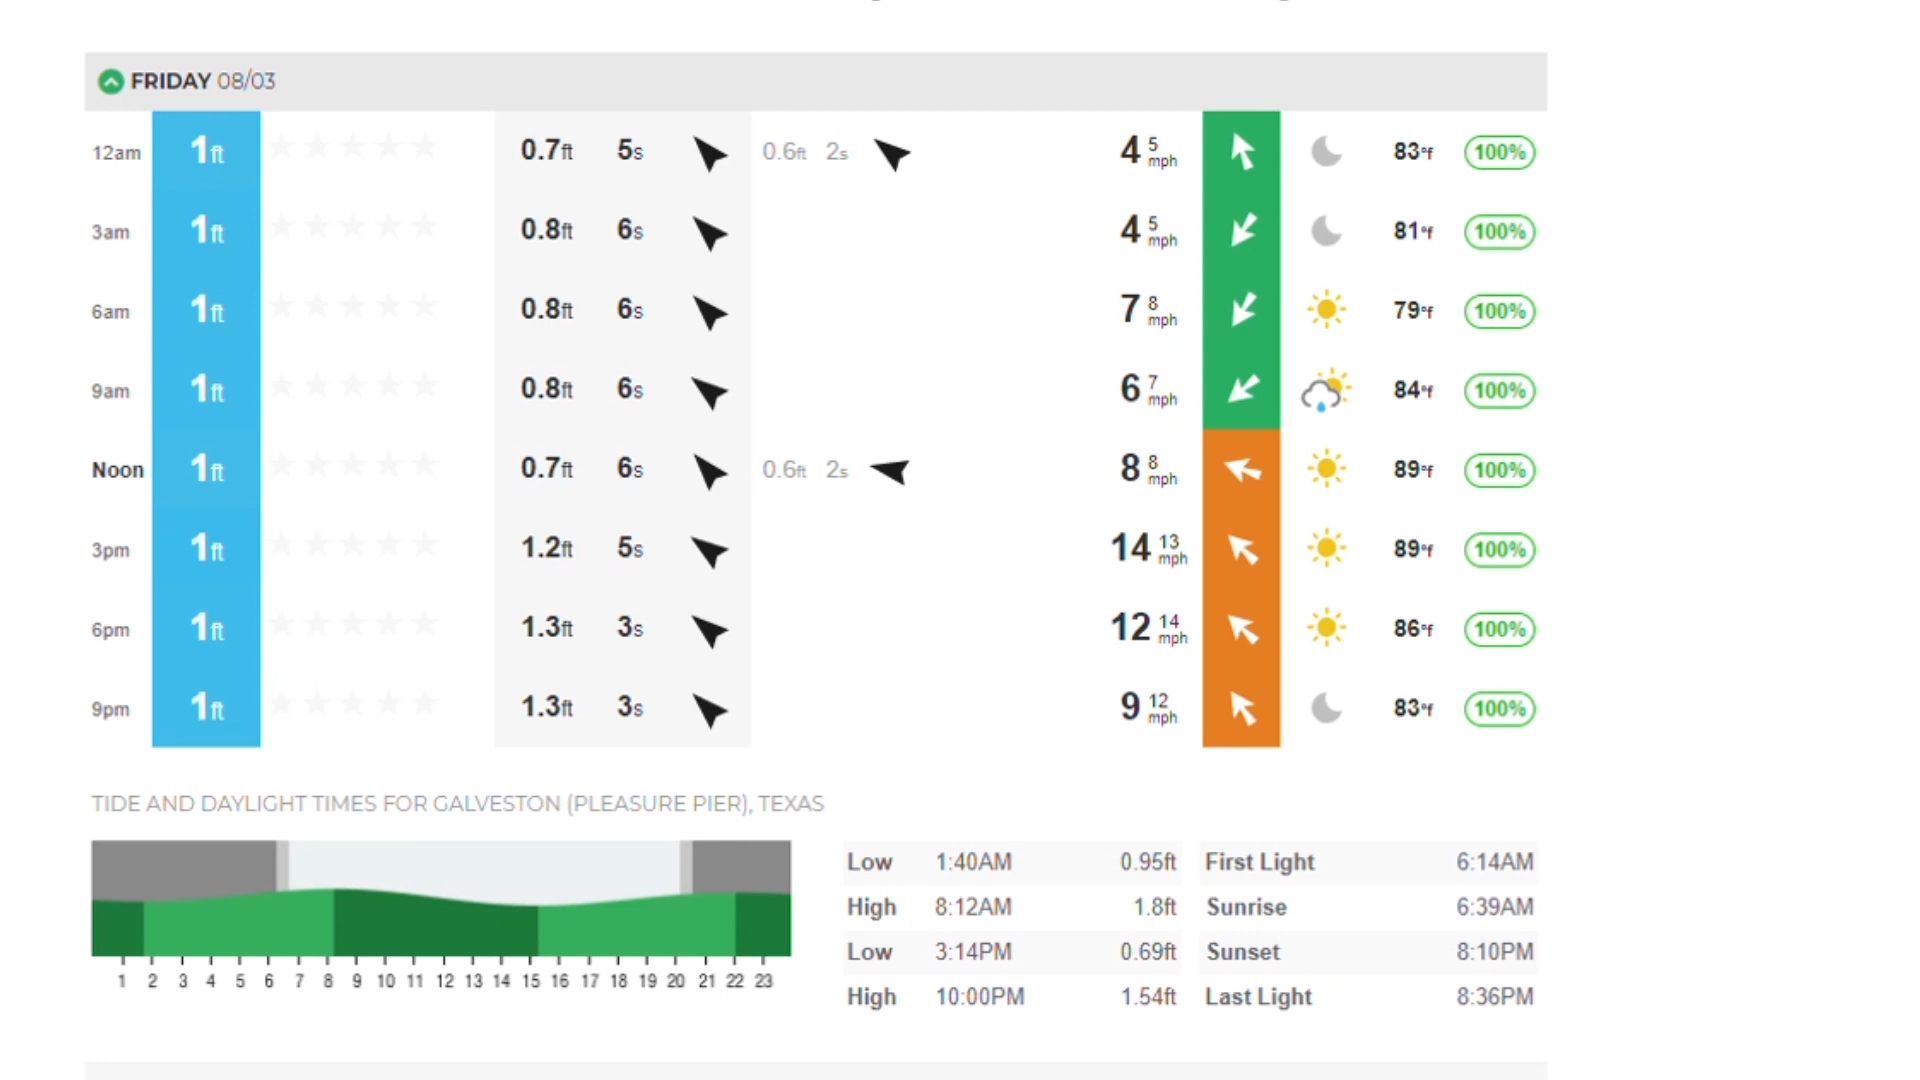 FRIDAY 08/03
12am 1ft 0.7ft 5s 0.6ft 2s 4 5 mph 83°f 100%
3am 1ft 0.8ft 6s 4 5 mph 81°f 100%
6am 1ft 0.8ft 6s 7 8 mph 79°f 100%
9am 1ft 0.8ft 6s 6 7 mph 84°f 100%
Noon 1ft 0.7ft 6s 0.6ft 2s 8 8 mph 89°f 100%
3pm 1ft 1.2ft 5s 14 13 mph 89°f 100%
6pm 1ft 1.3ft 3s 12 14 mph 86°f 100%
9pm 1ft 1.3ft 3s 9 12 mph 83°f 100%
TIDE AND DAYLIGHT TIMES FOR GALVESTON (PLEASURE PIER), TEXAS
Low 1:40AM 0.95ft First Light 6:14AM
High 8:12AM 1.8ft Sunrise 6:39AM
Low 3:14PM 0.69ft Sunset 8:10PM
High 10:00PM 1.54ft Last Light 8:36PM
1 2 3 4 5 6 7 8 9 10 11 12 13 14 15 16 17 18 19 20 21 22 23